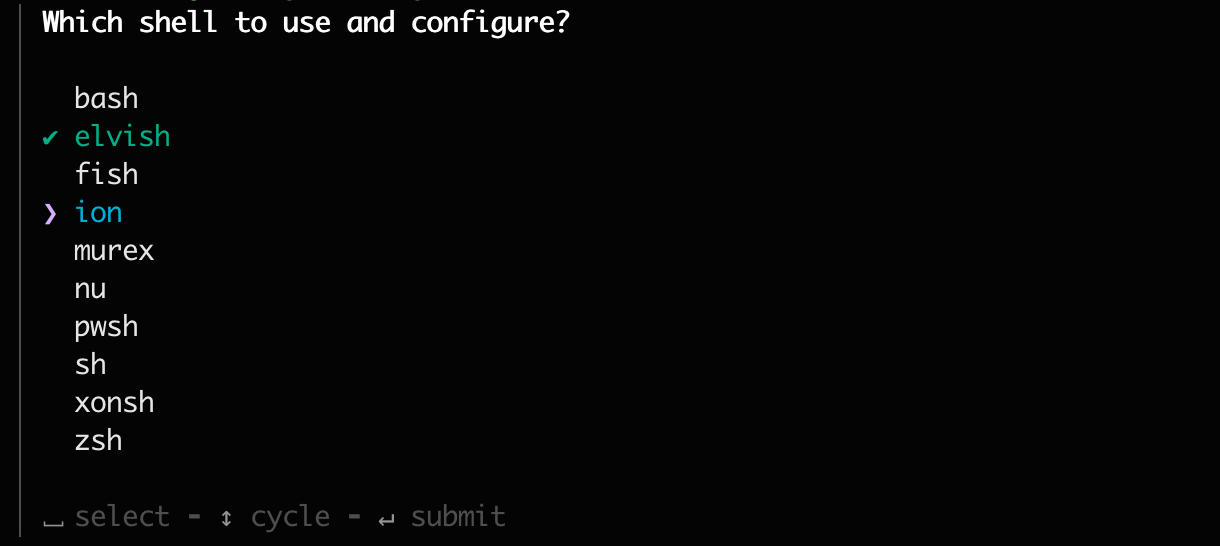 Which shell to use and configure?
bash
✔ elvish
fish
❯ ion
murex
nu
pwsh
sh
xonsh
zsh
⎵ select - ↕ cycle - ↵ submit